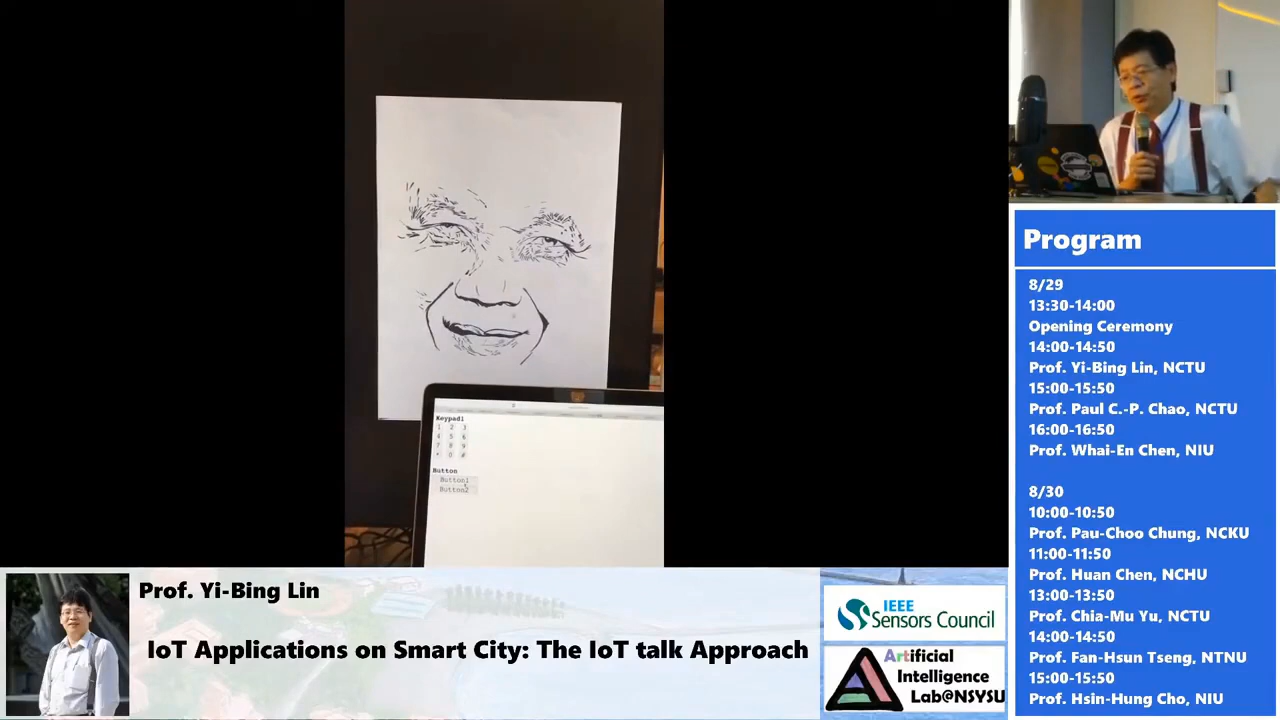 Keypad1
1 2 3
4 5 6
7 8 9
* 0 #
Button
Button1
Button2
Program
8/29
13:30-14:00
Opening Ceremony
14:00-14:50
Prof. Yi-Bing Lin, NCTU
15:00-15:50
Prof. Paul C.-P. Chao, NCTU
16:00-16:50
Prof. Whai-En Chen, NIU
8/30
10:00-10:50
Prof. Pau-Choo Chung, NCKU
11:00-11:50
Prof. Huan Chen, NCHU
13:00-13:50
Prof. Chia-Mu Yu, NCTU
14:00-14:50
Prof. Fan-Hsun Tseng, NTNU
15:00-15:50
Prof. Hsin-Hung Cho, NIU
Prof. Yi-Bing Lin
IoT Applications on Smart City: The IoT talk Approach
IEEE
Sensors Council
Artificial
Intelligence
Lab@NSYSU